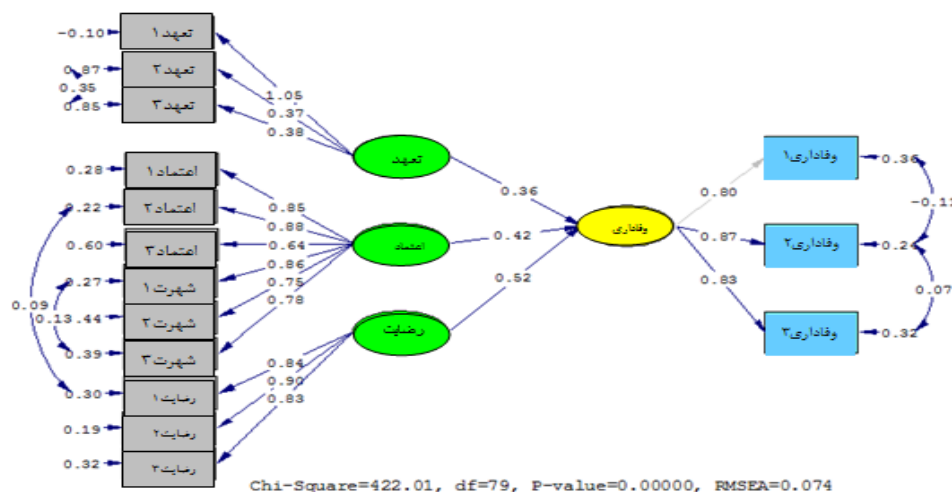 -0.10
تعهد۱
0.87
تعهد۲
0.35
0.85
تعهد۳
1.05
0.37
0.38
تعهد
0.28
اعتماد۱
0.22
اعتماد۲
0.60
اعتماد۳
0.27
شهرت۱
0.13
.44
شهرت۲
0.39
شهرت۳
0.09
0.30
رضایت۱
0.19
رضایت۲
0.32
رضایت۳
0.85
0.88
0.64
0.86
0.75
0.78
اعتماد
0.84
0.90
0.83
رضایت
0.36
0.42
0.52
وفاداری
0.80
0.87
0.83
وفاداری۱
0.36
-0.11
وفاداری۲
0.24
0.07
وفاداری۳
0.32
Chi-Square=422.01, df=79, P-value=0.00000, RMSEA=0.074